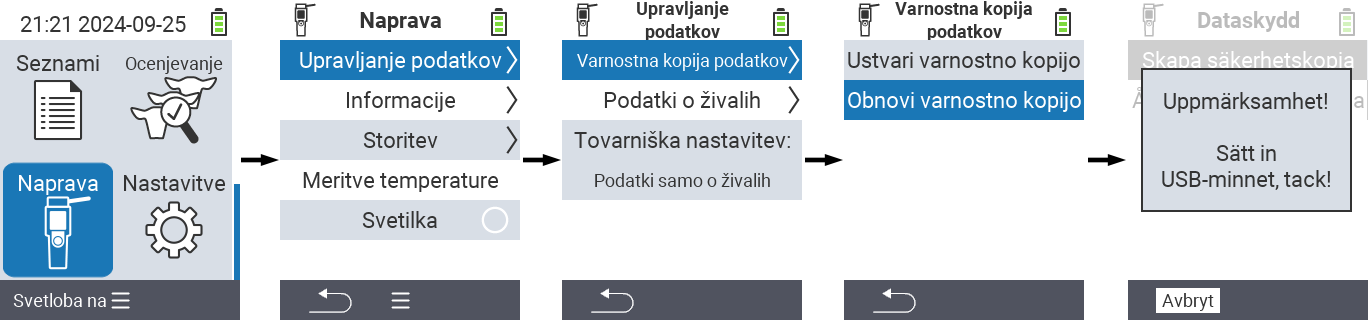 21:21 2024-09-25
Seznami
Ocenjevanje
Naprava
Nastavitve
Svetloba na
Naprava
Upravljanje podatkov
Informacije
Storitev
Meritve temperature
Svetilka
Upravljanje
podatkov
Varnostna kopija podatkov
Podatki o živalih
Tovarniška nastavitev:
Podatki samo o živalih
Varnostna kopija
podatkov
Ustvari varnostno kopijo
Obnovi varnostno kopijo
Dataskydd
Skapa säkerhetskopia
Uppmärksamhet!
Sätt in
USB-minnet, tack!
Avbryt